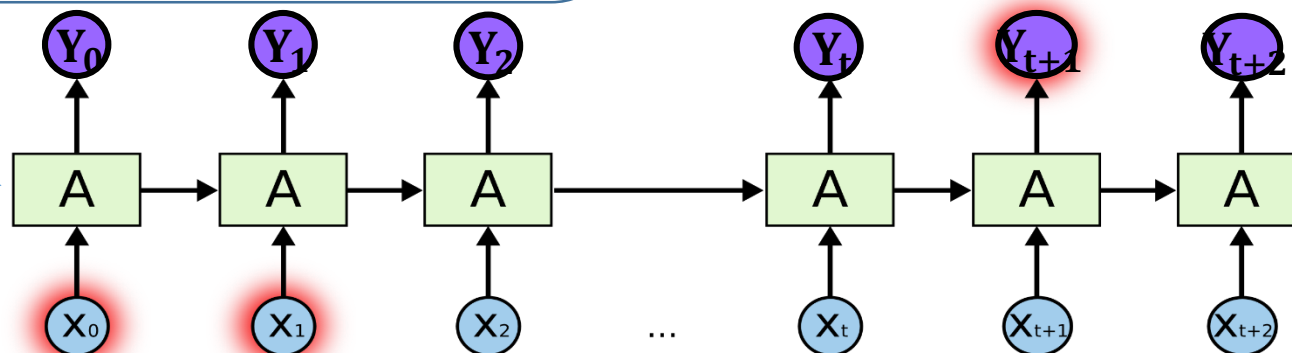 Y₀ Y₁ Y₂ Yₜ Yₜ₊₁ Yₜ₊₂
A A A A A A
X₀ X₁ X₂ ... Xₜ Xₜ₊₁ Xₜ₊₂